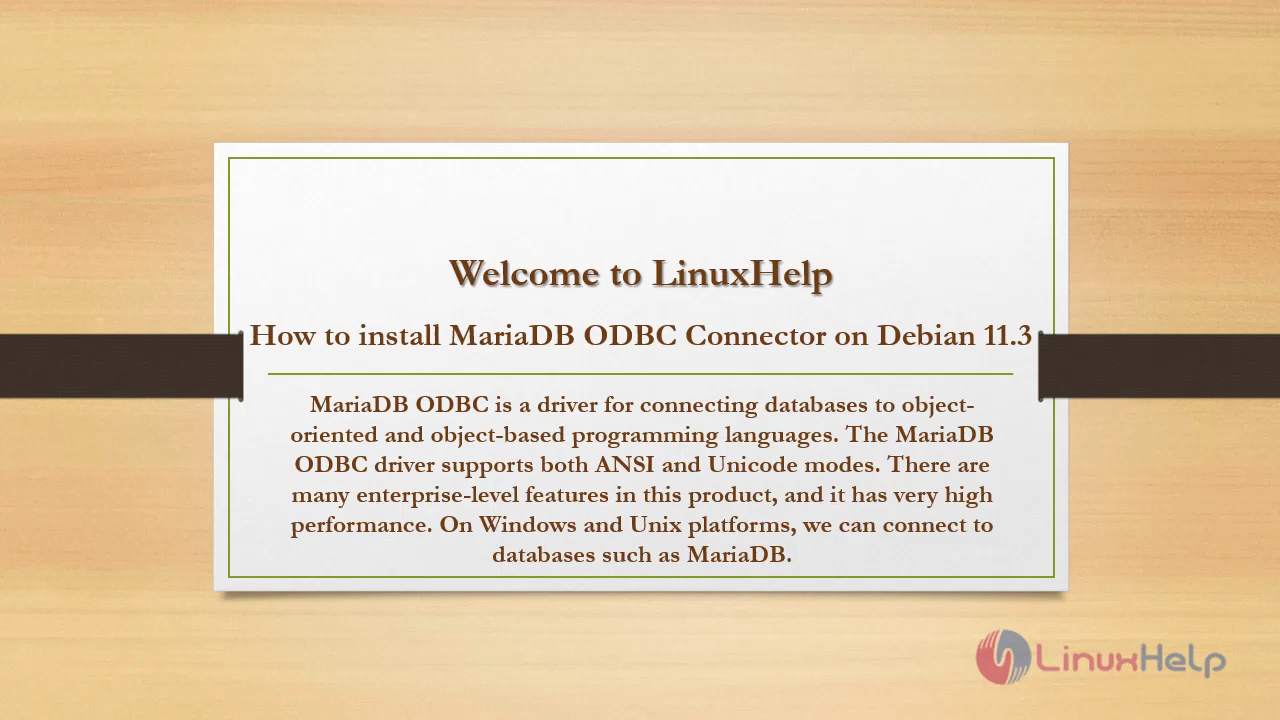 Welcome to LinuxHelp
How to install MariaDB ODBC Connector on Debian 11.3
MariaDB ODBC is a driver for connecting databases to object-
oriented and object-based programming languages. The MariaDB
ODBC driver supports both ANSI and Unicode modes. There are
many enterprise-level features in this product, and it has very high
performance. On Windows and Unix platforms, we can connect to
databases such as MariaDB.
LinuxHelp